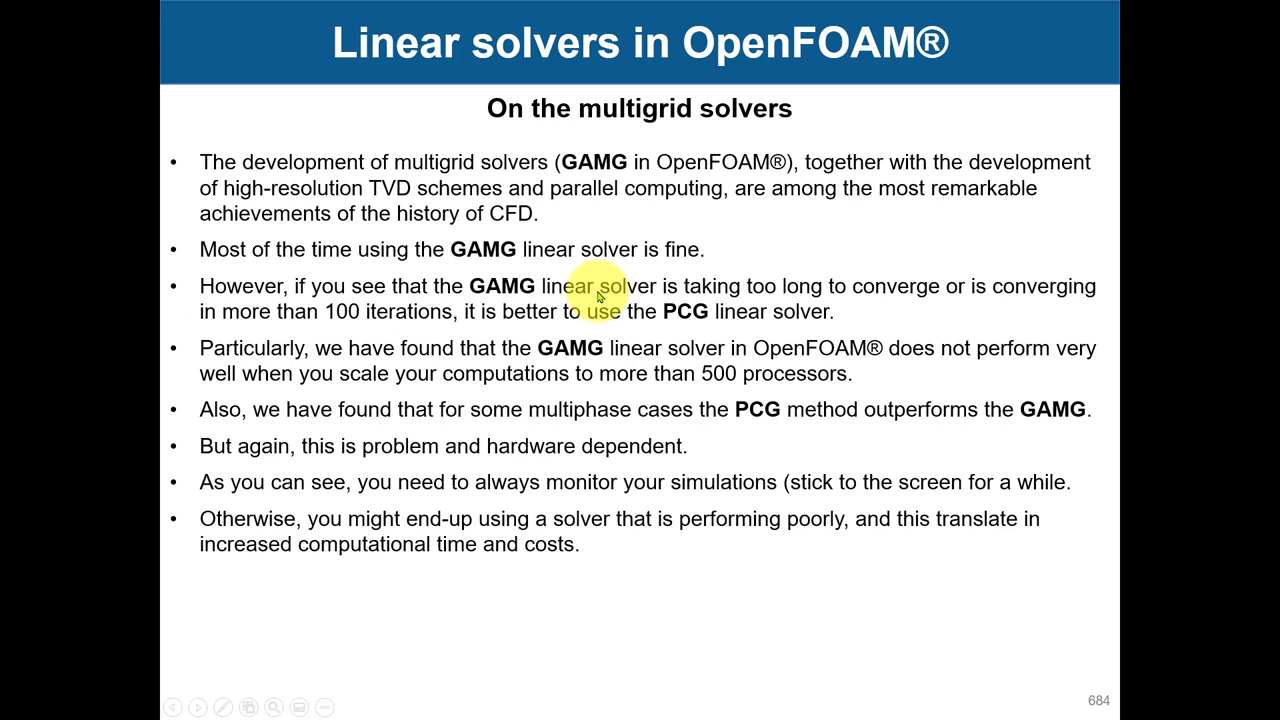 Linear solvers in OpenFOAM®
On the multigrid solvers
• The development of multigrid solvers (GAMG in OpenFOAM®), together with the development
of high-resolution TVD schemes and parallel computing, are among the most remarkable
achievements of the history of CFD.
• Most of the time using the GAMG linear solver is fine.
• However, if you see that the GAMG linear solver is taking too long to converge or is converging
in more than 100 iterations, it is better to use the PCG linear solver.
• Particularly, we have found that the GAMG linear solver in OpenFOAM® does not perform very
well when you scale your computations to more than 500 processors.
• Also, we have found that for some multiphase cases the PCG method outperforms the GAMG.
• But again, this is problem and hardware dependent.
• As you can see, you need to always monitor your simulations (stick to the screen for a while.
• Otherwise, you might end-up using a solver that is performing poorly, and this translate in
increased computational time and costs.
684